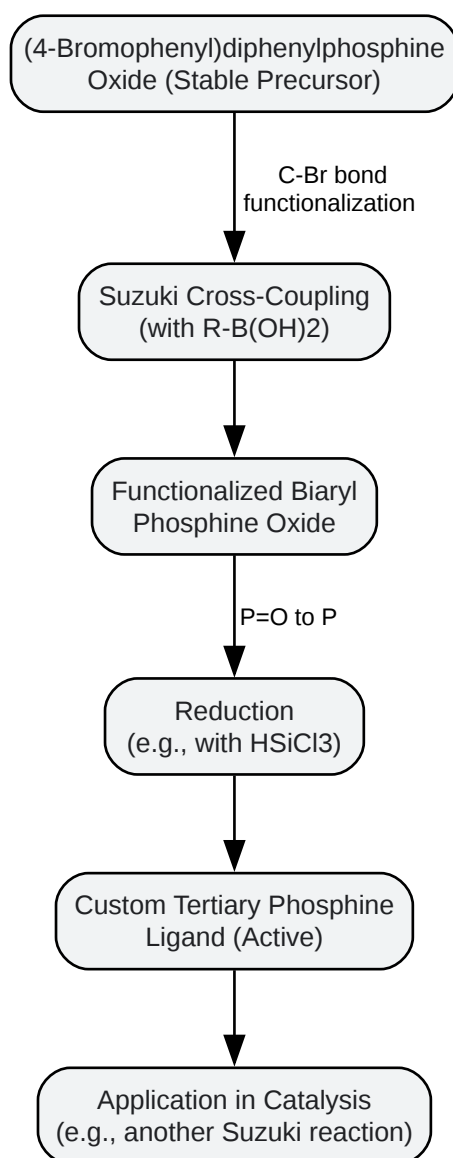 (4-Bromophenyl)diphenylphosphine
Oxide (Stable Precursor)
C-Br bond
functionalization
Suzuki Cross-Coupling
(with R-B(OH)2)
Functionalized Biaryl
Phosphine Oxide
P=O to P
Reduction
(e.g., with HSiCl3)
Custom Tertiary Phosphine
Ligand (Active)
Application in Catalysis
(e.g., another Suzuki reaction)